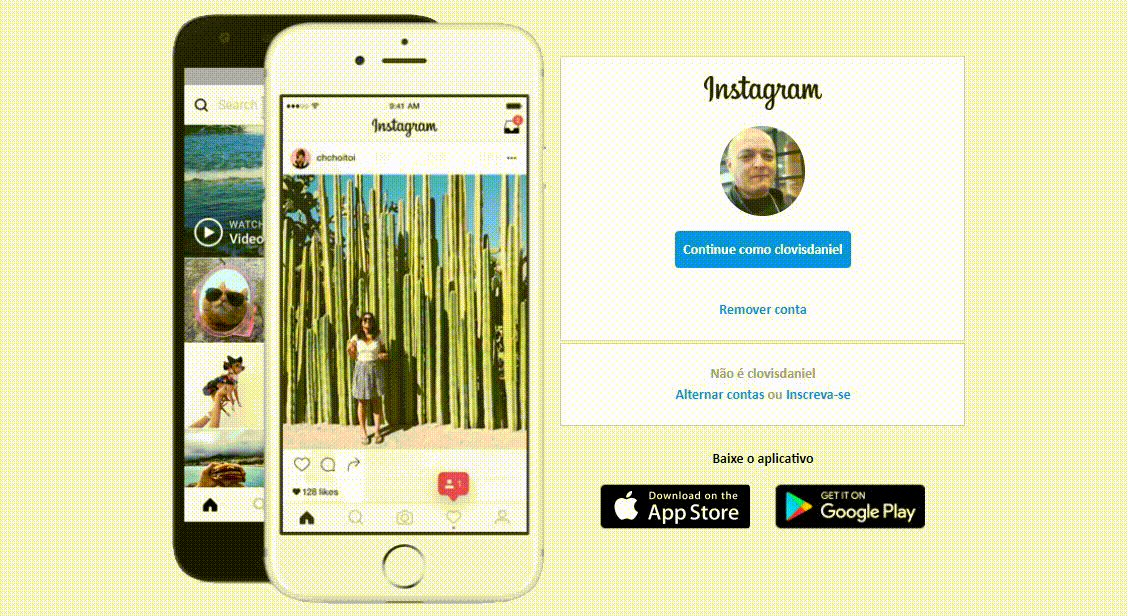 Search
WATCH
Video
9:41 AM
Instagram
chchoitoi
128 likes
1
Instagram
Continue como clovisdaniel
Remover conta
Não é clovisdaniel
Alternar contas ou Inscreva-se
Baixe o aplicativo
Download on the
App Store
GET IT ON
Google Play